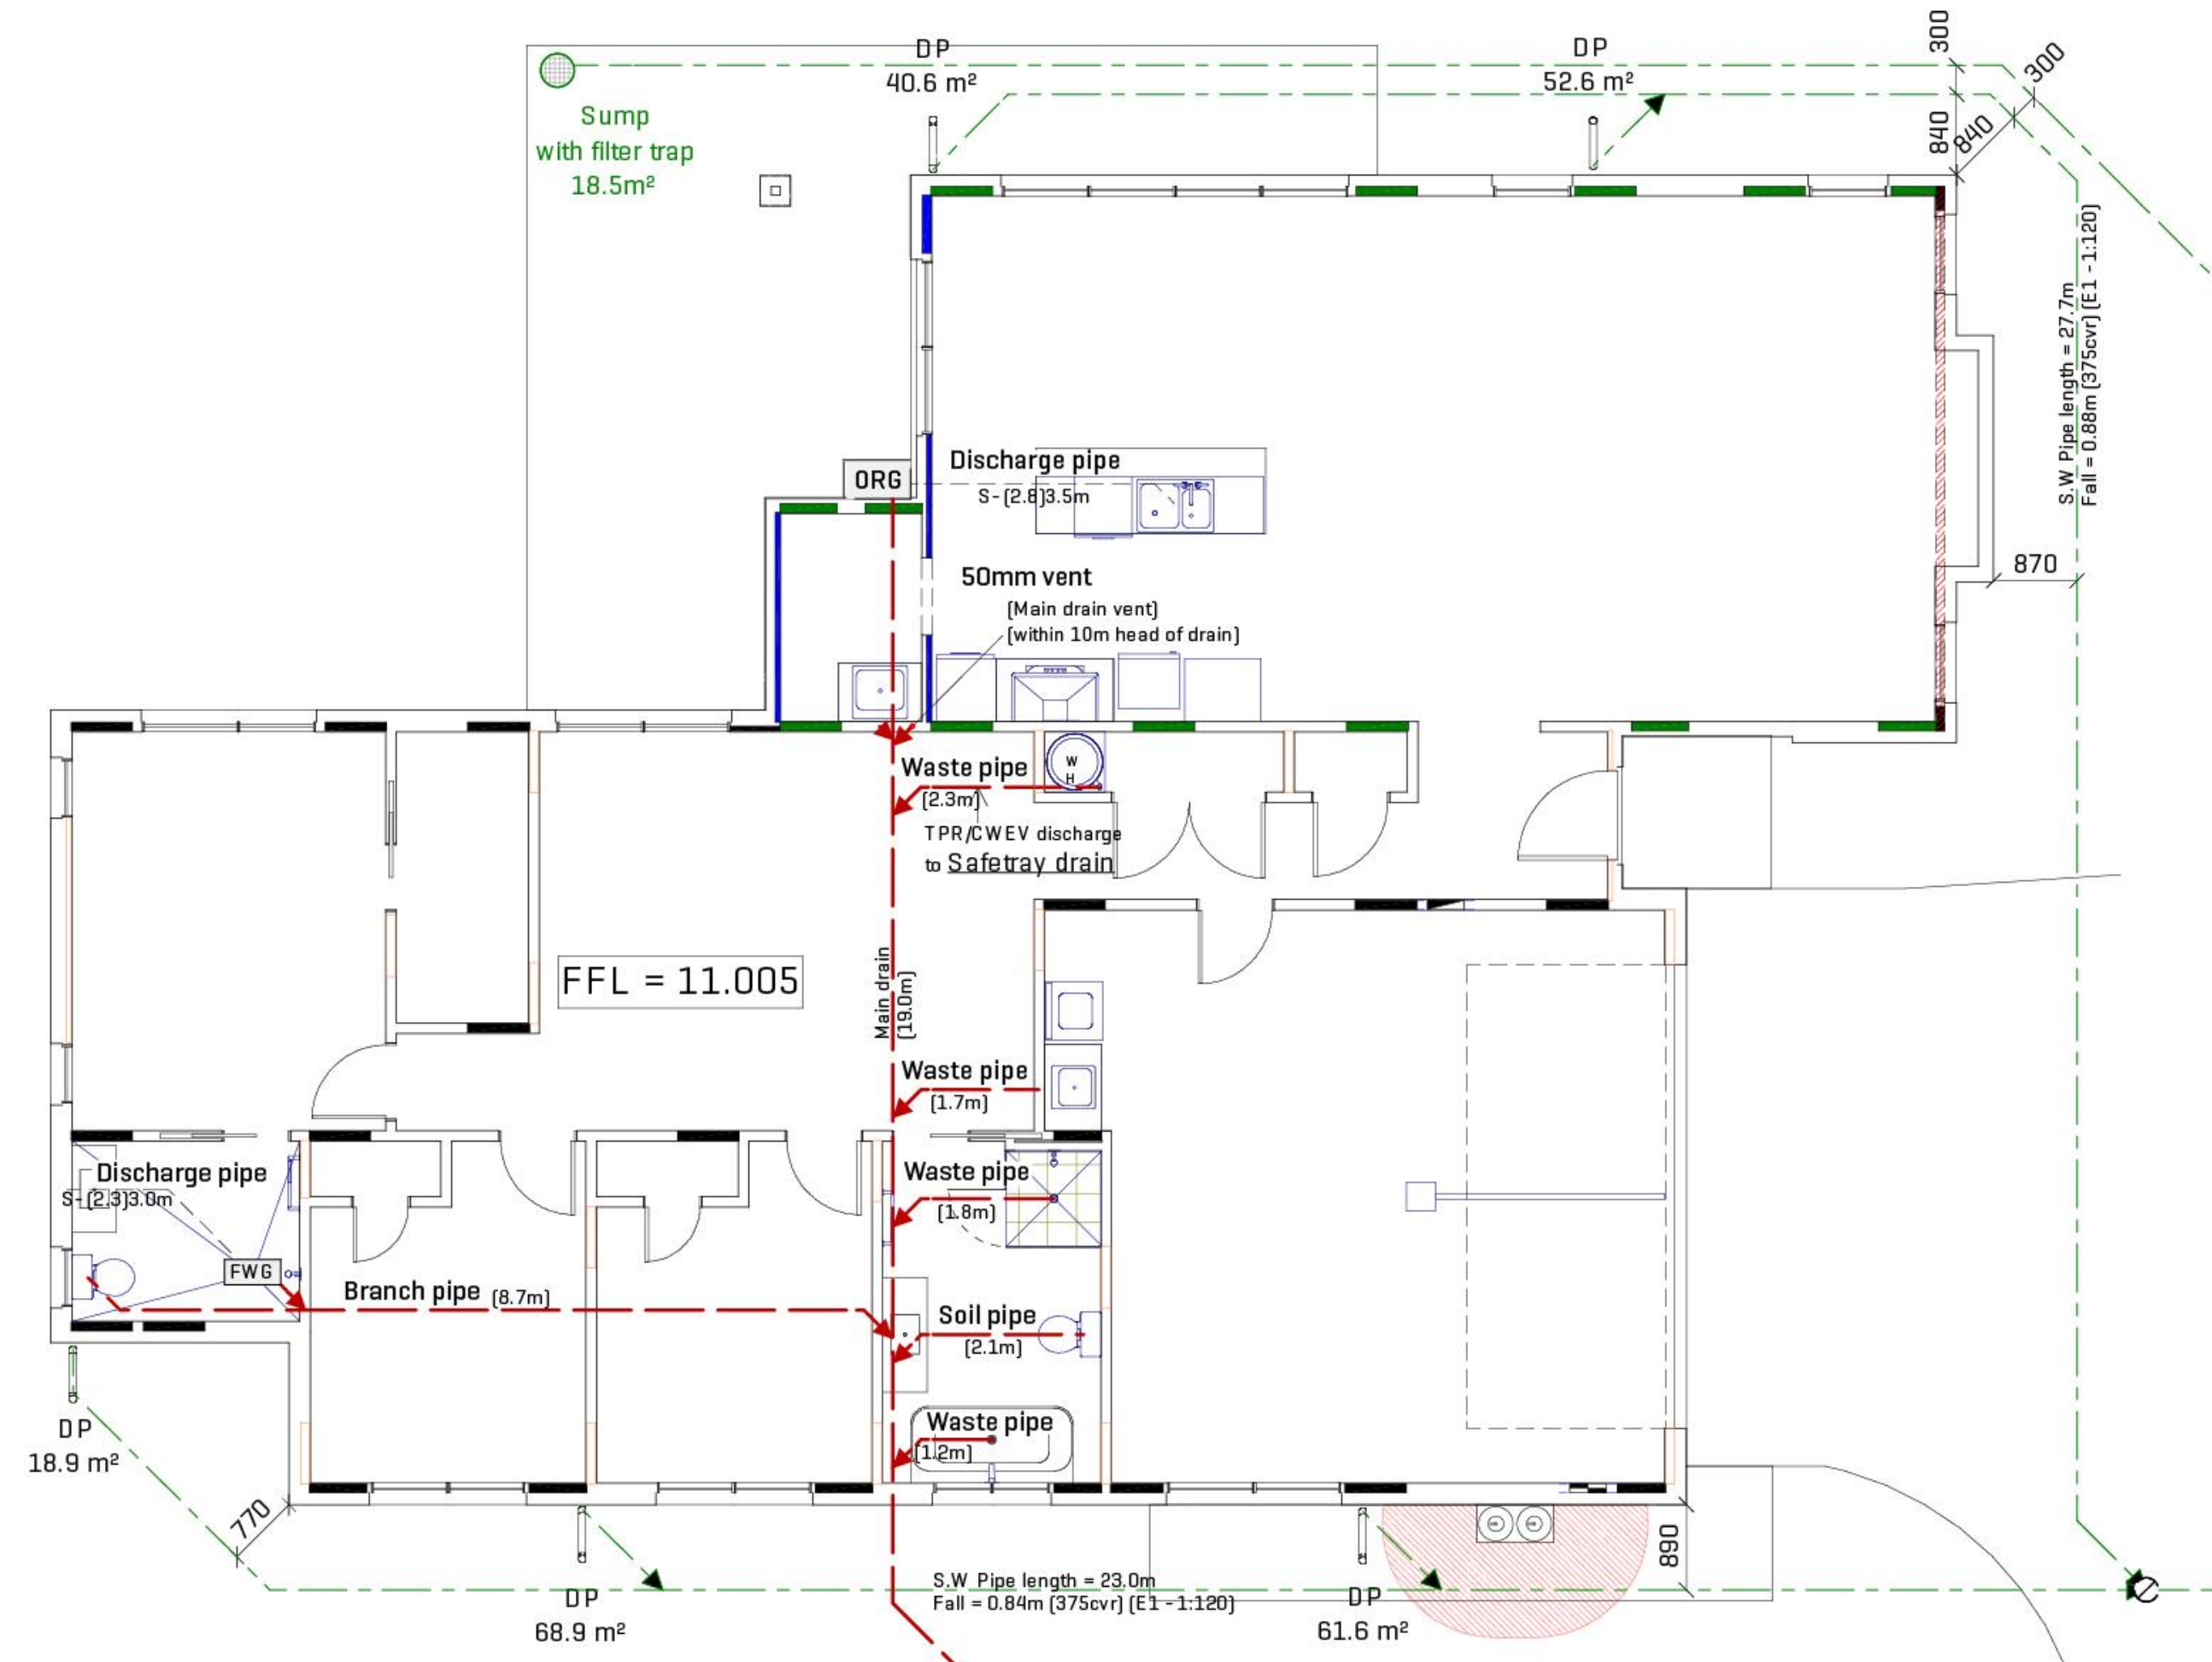 DP
40.6 m²
DP
52.6 m²
300
300
840
840
Sump
with filter trap
18.5m²
S.W Pipe length = 27.7m
Fall = 0.88m (375cvr) (E1 - 1:120)
870
ORG
Discharge pipe
S-(2.8)3.5m
50mm vent
(Main drain vent)
(within 10m head of drain)
Waste pipe
(2.3m)
W
H
TPR/CWEV discharge
to Safetray drain
FFL = 11.005
Main drain
(19.0m)
Waste pipe
(1.7m)
Discharge pipe
S-(2.3)3.0m
Waste pipe
(1.8m)
FWG
Branch pipe (8.7m)
Soil pipe
(2.1m)
Waste pipe
(1.2m)
DP
18.9 m²
770
DP
68.9 m²
S.W Pipe length = 23.0m
Fall = 0.84m (375cvr) (E1 - 1:120)
DP
61.6 m²
890